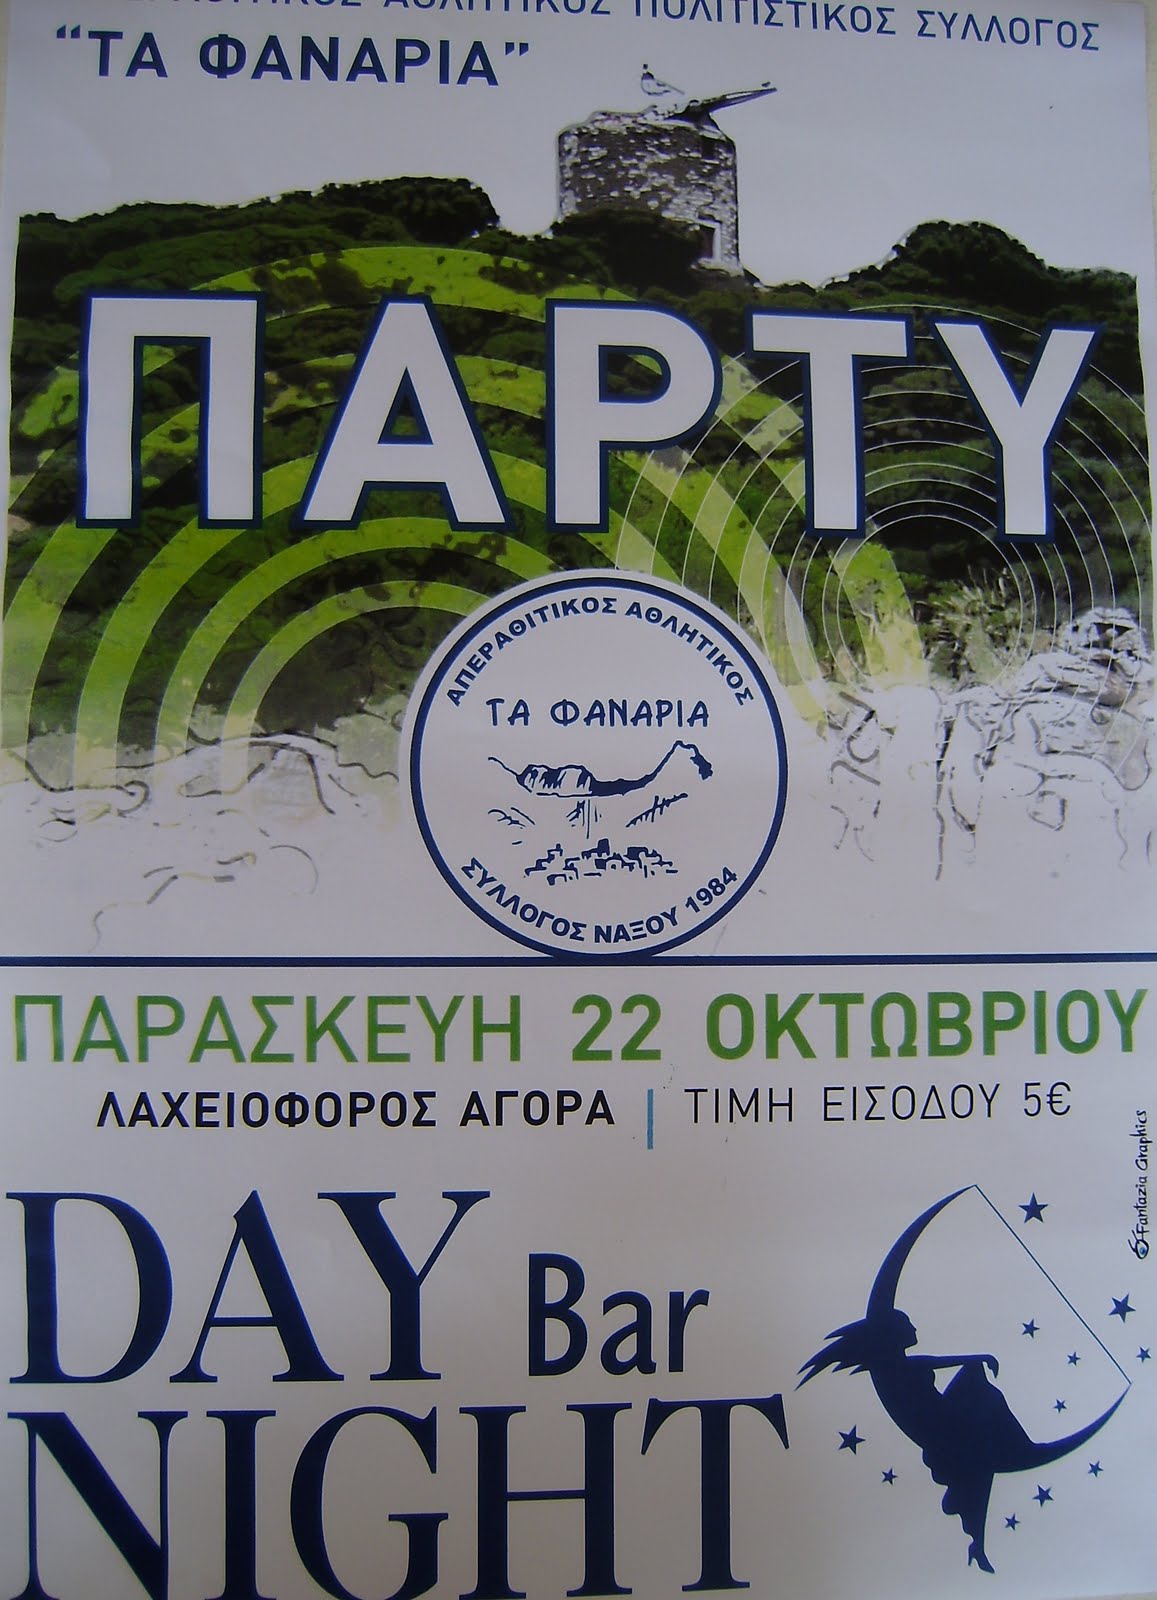 ΑΘΛΗΤΙΚΟΣ ΠΟΛΙΤΙΣΤΙΚΟΣ ΣΥΛΛΟΓΟΣ
“ΤΑ ΦΑΝΑΡΙΑ”
ΠΑΡΤΥ
ΑΠΕΡΑΘΙΤΙΚΟΣ ΑΘΛΗΤΙΚΟΣ
ΤΑ ΦΑΝΑΡΙΑ
ΣΥΛΛΟΓΟΣ ΝΑΞΟΥ 1984
ΠΑΡΑΣΚΕΥΗ 22 ΟΚΤΩΒΡΙΟΥ
ΛΑΧΕΙΟΦΟΡΟΣ ΑΓΟΡΑ | ΤΙΜΗ ΕΙΣΟΔΟΥ 5€
Fantazia Graphics
DAY Bar
NIGHT